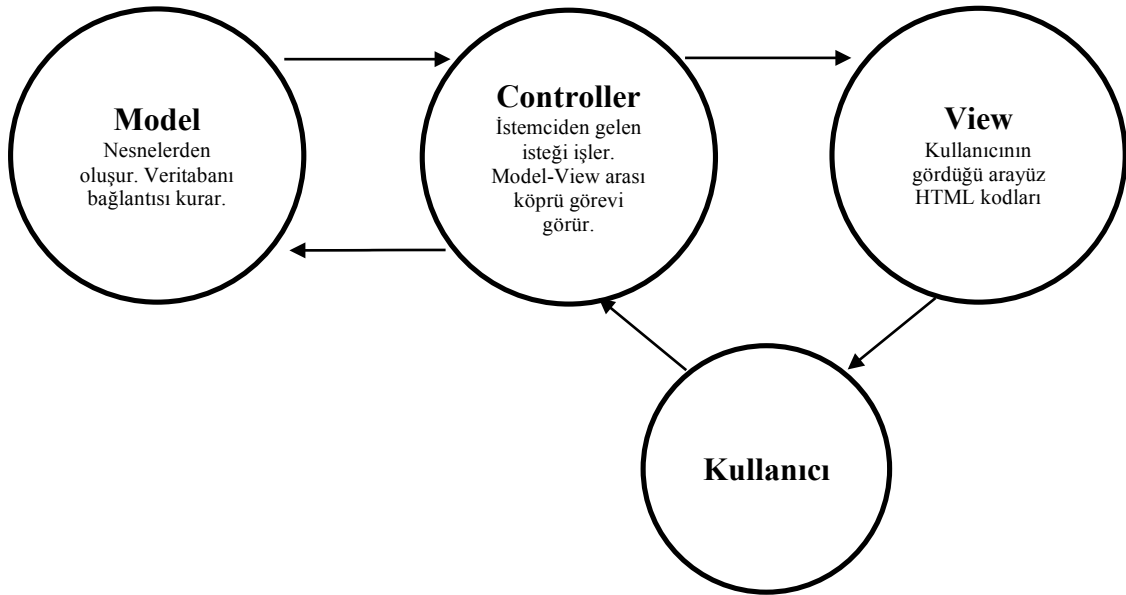 Model
Nesnelerden
oluşur. Veritabanı
bağlantısı kurar.
Controller
İstemciden gelen
isteği işler.
Model-View arası
köprü görevi
görür.
View
Kullanıcının
gördüğü arayüz
HTML kodları
Kullanıcı